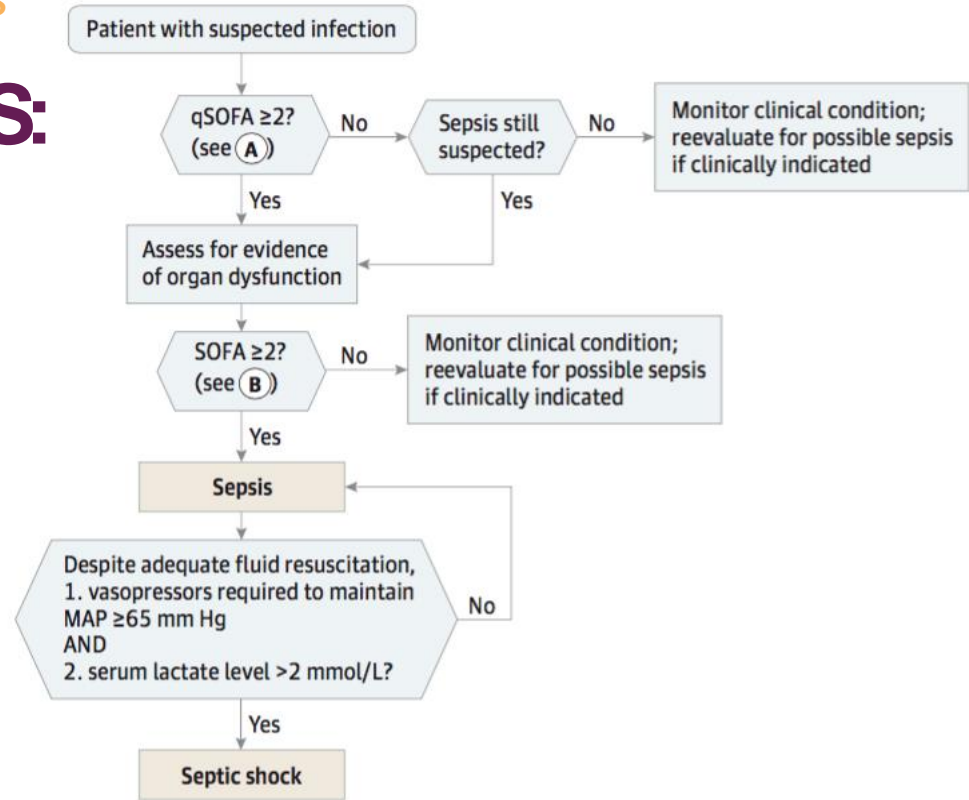 S:
Patient with suspected infection
qSOFA ≥2?
(see A)
No
Sepsis still
suspected?
No
Monitor clinical condition;
reevaluate for possible sepsis
if clinically indicated
Yes
Yes
Assess for evidence
of organ dysfunction
SOFA ≥2?
(see B)
No
Monitor clinical condition;
reevaluate for possible sepsis
if clinically indicated
Yes
Sepsis
Despite adequate fluid resuscitation,
1. vasopressors required to maintain
MAP ≥65 mm Hg
AND
2. serum lactate level >2 mmol/L?
No
Yes
Septic shock